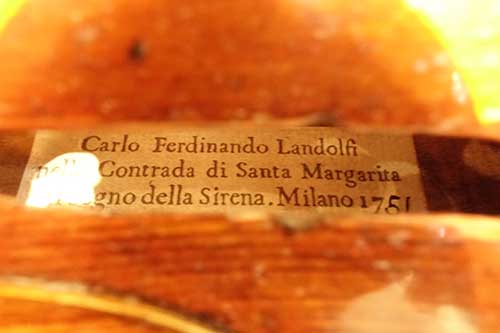 Carlo Ferdinando Landolfi
Contrada di Santa Margarita
della Sirena. Milano 1751